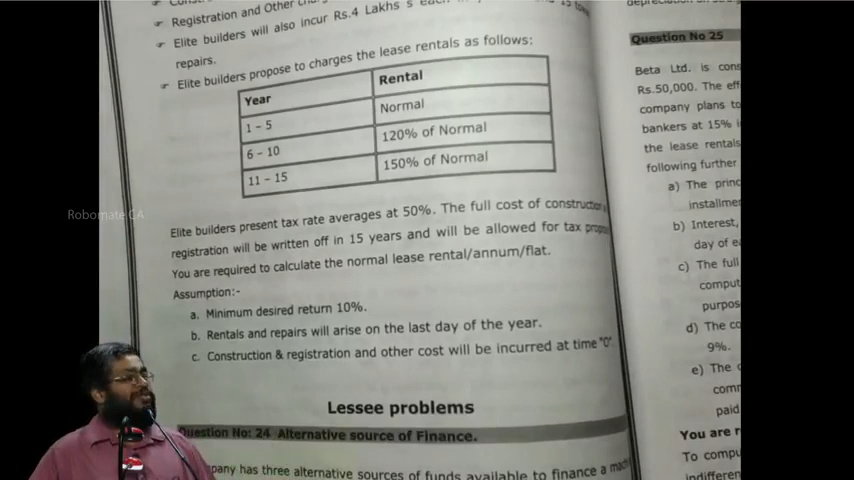 Registration and Other
Elite builders will also incur Rs.4 Lakhs
repairs.
Elite builders propose to charges the lease rentals as follows:
Year Rental
1 – 5 Normal
6 – 10 120% of Normal
11 – 15 150% of Normal
Elite builders present tax rate averages at 50%. The full cost of construction
registration will be written off in 15 years and will be allowed for tax
You are required to calculate the normal lease rental/annum/flat.
Assumption:-
a. Minimum desired return 10%.
b. Rentals and repairs will arise on the last day of the year.
c. Construction & registration and other cost will be incurred at time "0"
Lessee problems
Question No: 24 Alternative source of Finance.
pany has three alternative sources of funds available to finance a
Question No 25
Beta Ltd. is cons
Rs.50,000. The eff
company plans to
bankers at 15%
the lease rentals
following further
a) The princ
installmen
b) Interest,
day of e
c) The full
comput
purpos
d) The co
9%.
e) The
comm
paid
You are r
To compu
indifferen
Robomate CA